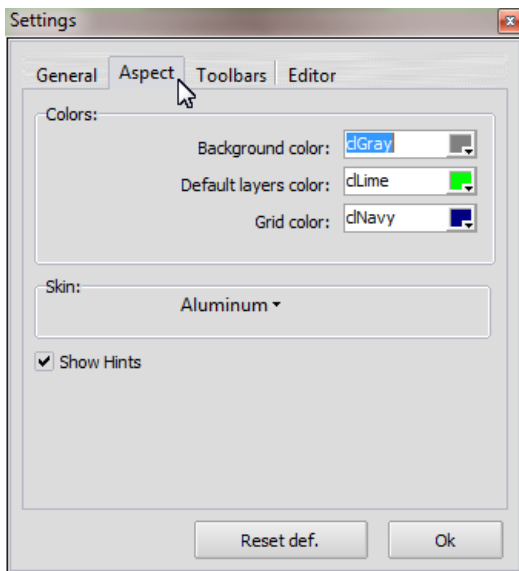 Settings
General Aspect Toolbars Editor
Colors:
Background color: clGray
Default layers color: clLime
Grid color: clNavy
Skin:
Aluminum
Show Hints
Reset def. Ok